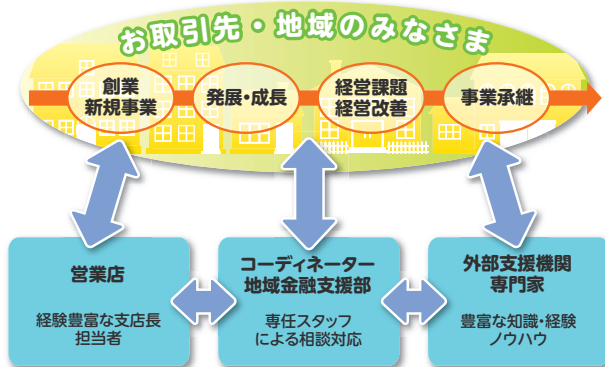 お取引先・地域のみなさま
創業
新規事業
発展・成長
経営課題
経営改善
事業承継
営業店
経験豊富な支店長
担当者
コーディネーター
地域金融支援部
専任スタッフ
による相談対応
外部支援機関
専門家
豊富な知識・経験
ノウハウ